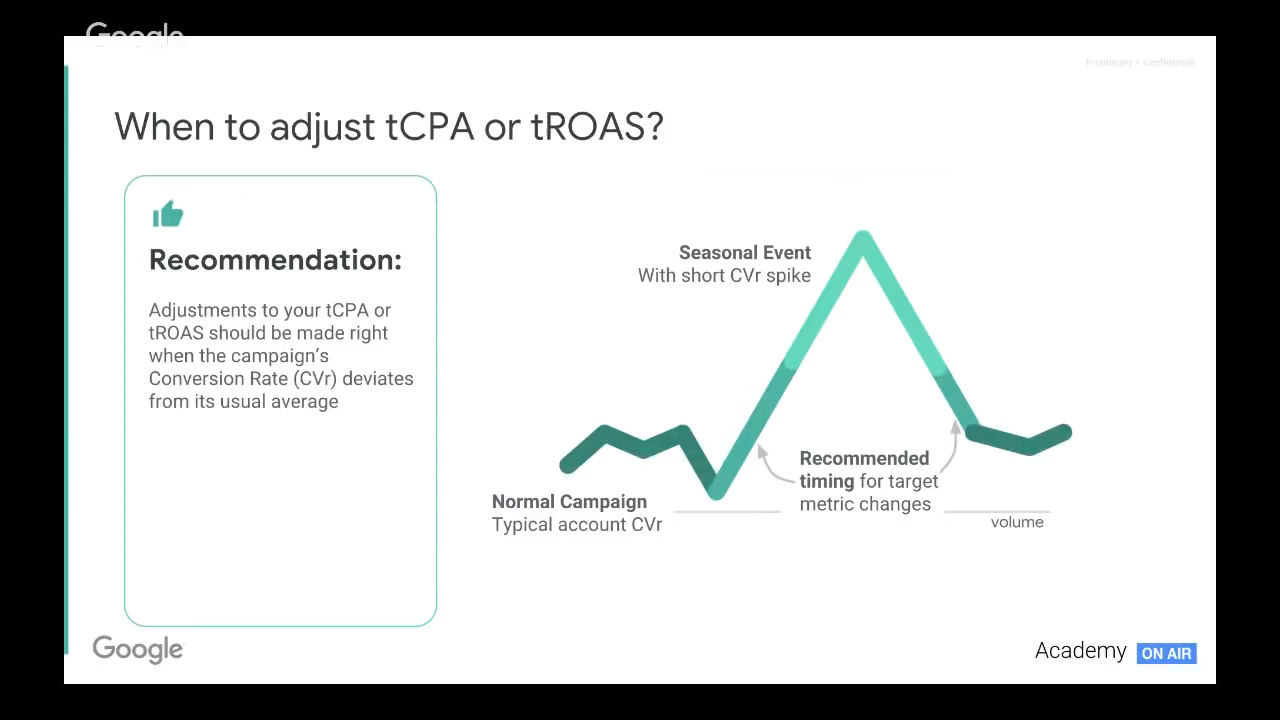 Google
Proprietary + Confidential
When to adjust tCPA or tROAS?
Recommendation:
Adjustments to your tCPA or
tROAS should be made right
when the campaign's
Conversion Rate (CVr) deviates
from its usual average
Seasonal Event
With short CVr spike
Normal Campaign
Typical account CVr
Recommended
timing for target
metric changes
volume
Google
Academy ON AIR